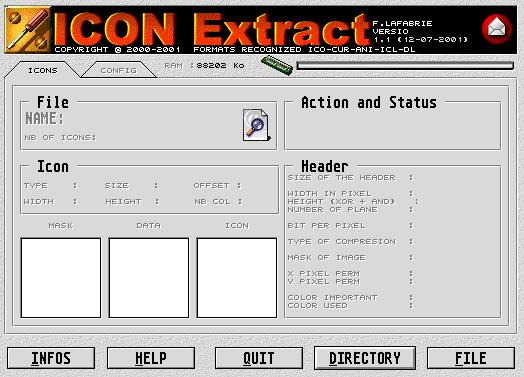 ICON Extract F.LAFABRIE
VERSIO
1.1 (12-07-2001)
COPYRIGHT @ 2000-2001 FORMATS RECOGNIZED ICO-CUR-ANI-ICL-DL
ICONS CONFIG RAM : 88202 Ko
File
NAME:
NB OF ICONS:
Action and Status
Icon
TYPE : SIZE : OFFSET :
WIDTH : HEIGHT : NB COL :
MASK DATA ICON
Header
SIZE OF THE HEADER :
WIDTH IN PIXEL :
HEIGHT (XOR + AND) :
NUMBER OF PLANE :
BIT PER PIXEL :
TYPE OF COMPRESION :
MASK OF IMAGE :
X PIXEL PERM :
Y PIXEL PERM :
COLOR IMPORTANT :
COLOR USED :
INFOS HELP QUIT DIRECTORY FILE